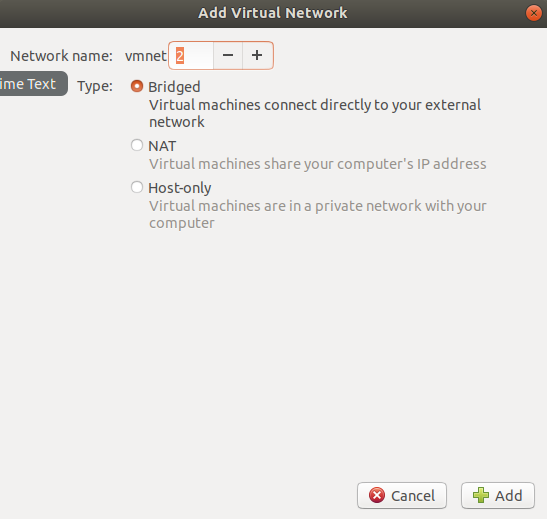 Add Virtual Network
Network name: vmnet 2
ime Text
Type: Bridged
Virtual machines connect directly to your external
network
NAT
Virtual machines share your computer's IP address
Host-only
Virtual machines are in a private network with your
computer
Cancel Add